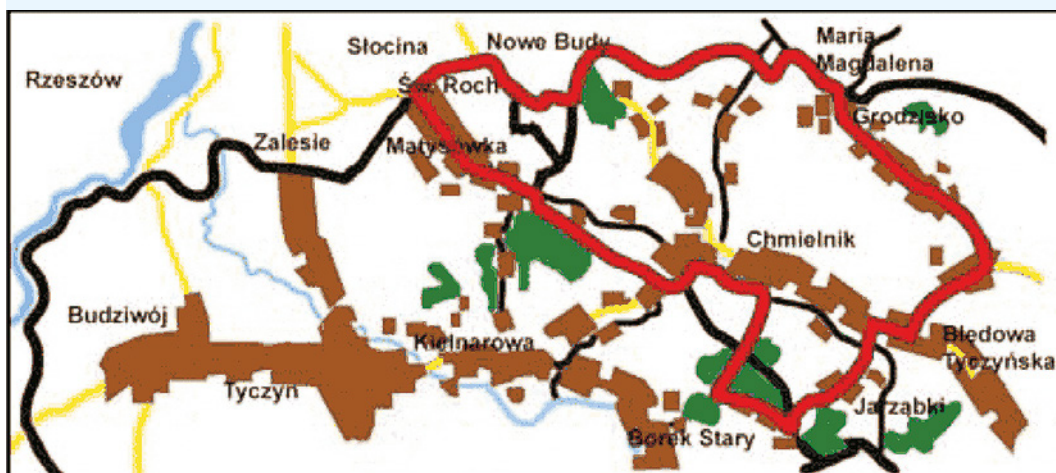 Maria
Magdalena
Nowe Budy
Słocina
Rzeszów
Św. Roch
Grodzisko
Zalesie
Matysówka
Chmielnik
Budziwój
Kielnarowa
Błędowa
Tyczyńska
Tyczyn
Jarząbki
Borek Stary